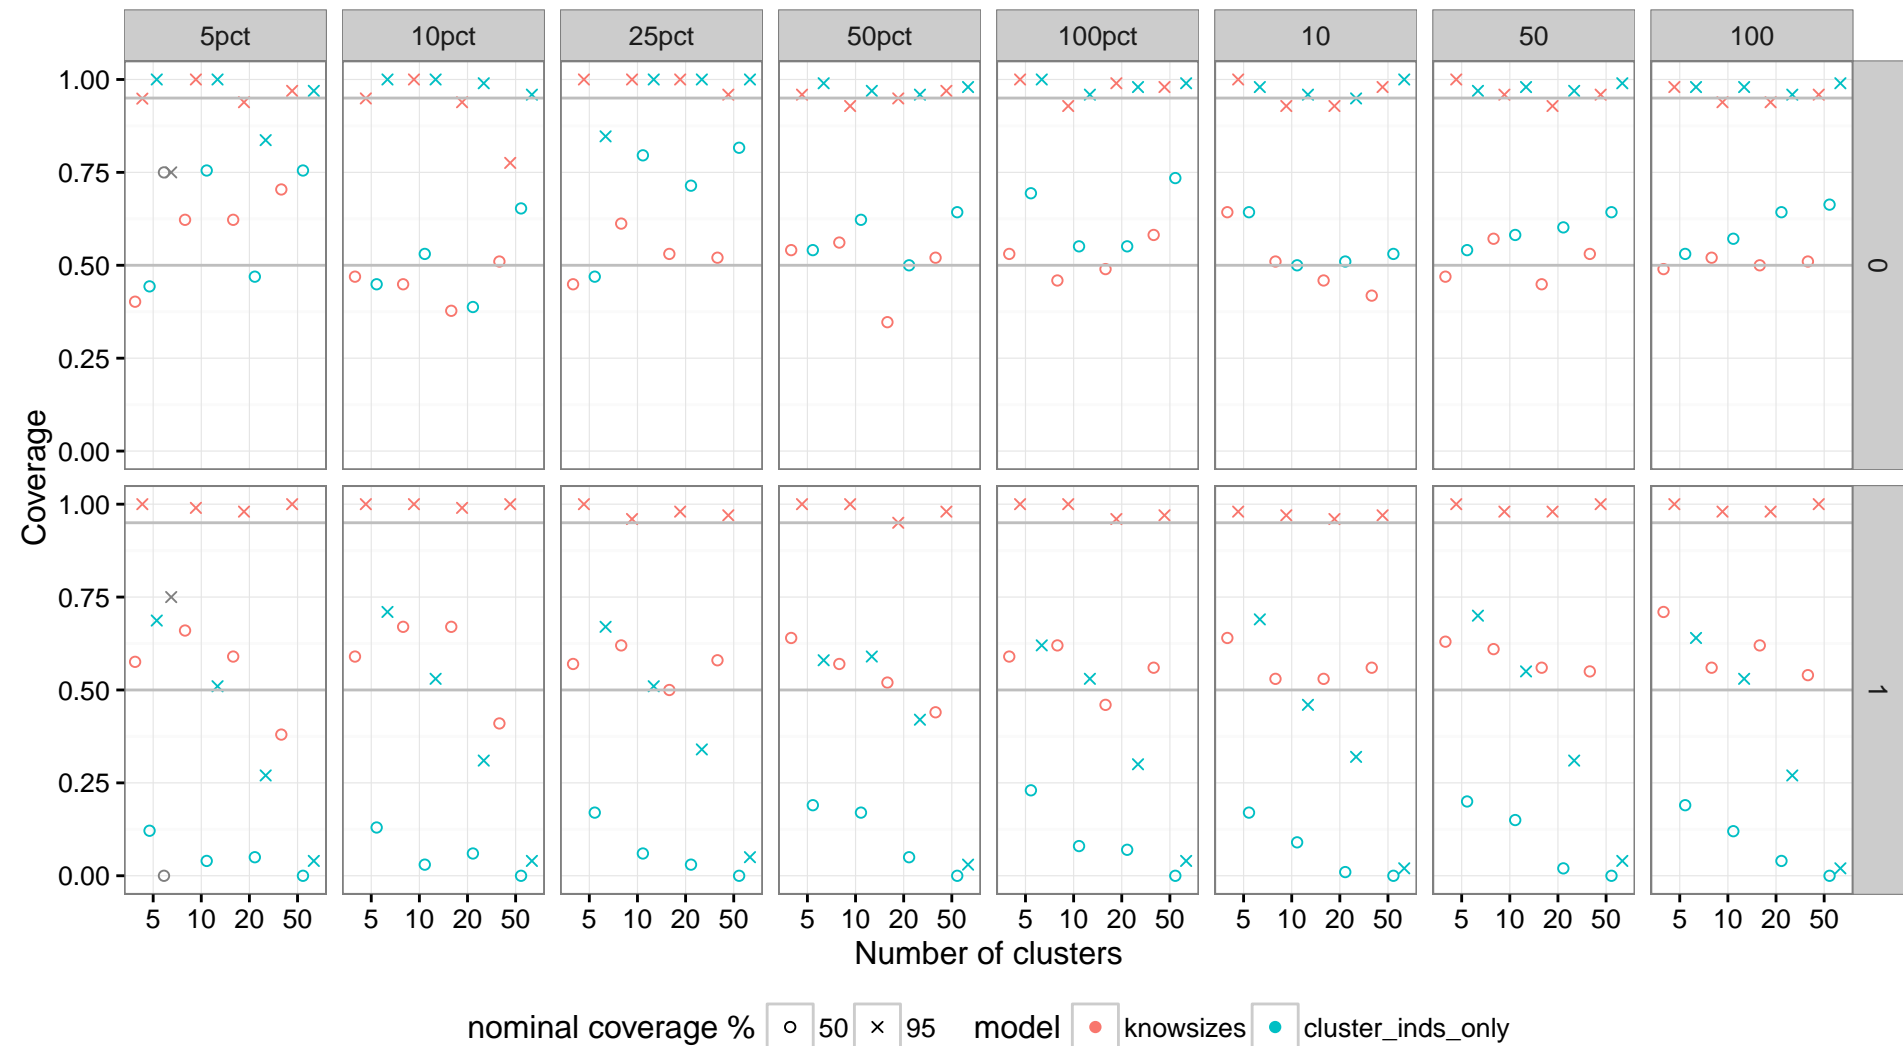 5pct 10pct 25pct 50pct 100pct 10 50 100
1.00
0.75
0.50
0.25
0.00
0
1.00
0.75
0.50
0.25
0.00
1
Coverage
5 10 20 50 5 10 20 50 5 10 20 50 5 10 20 50 5 10 20 50 5 10 20 50 5 10 20 50 5 10 20 50
Number of clusters
nominal coverage % 50 95 model knowsizes cluster_inds_only